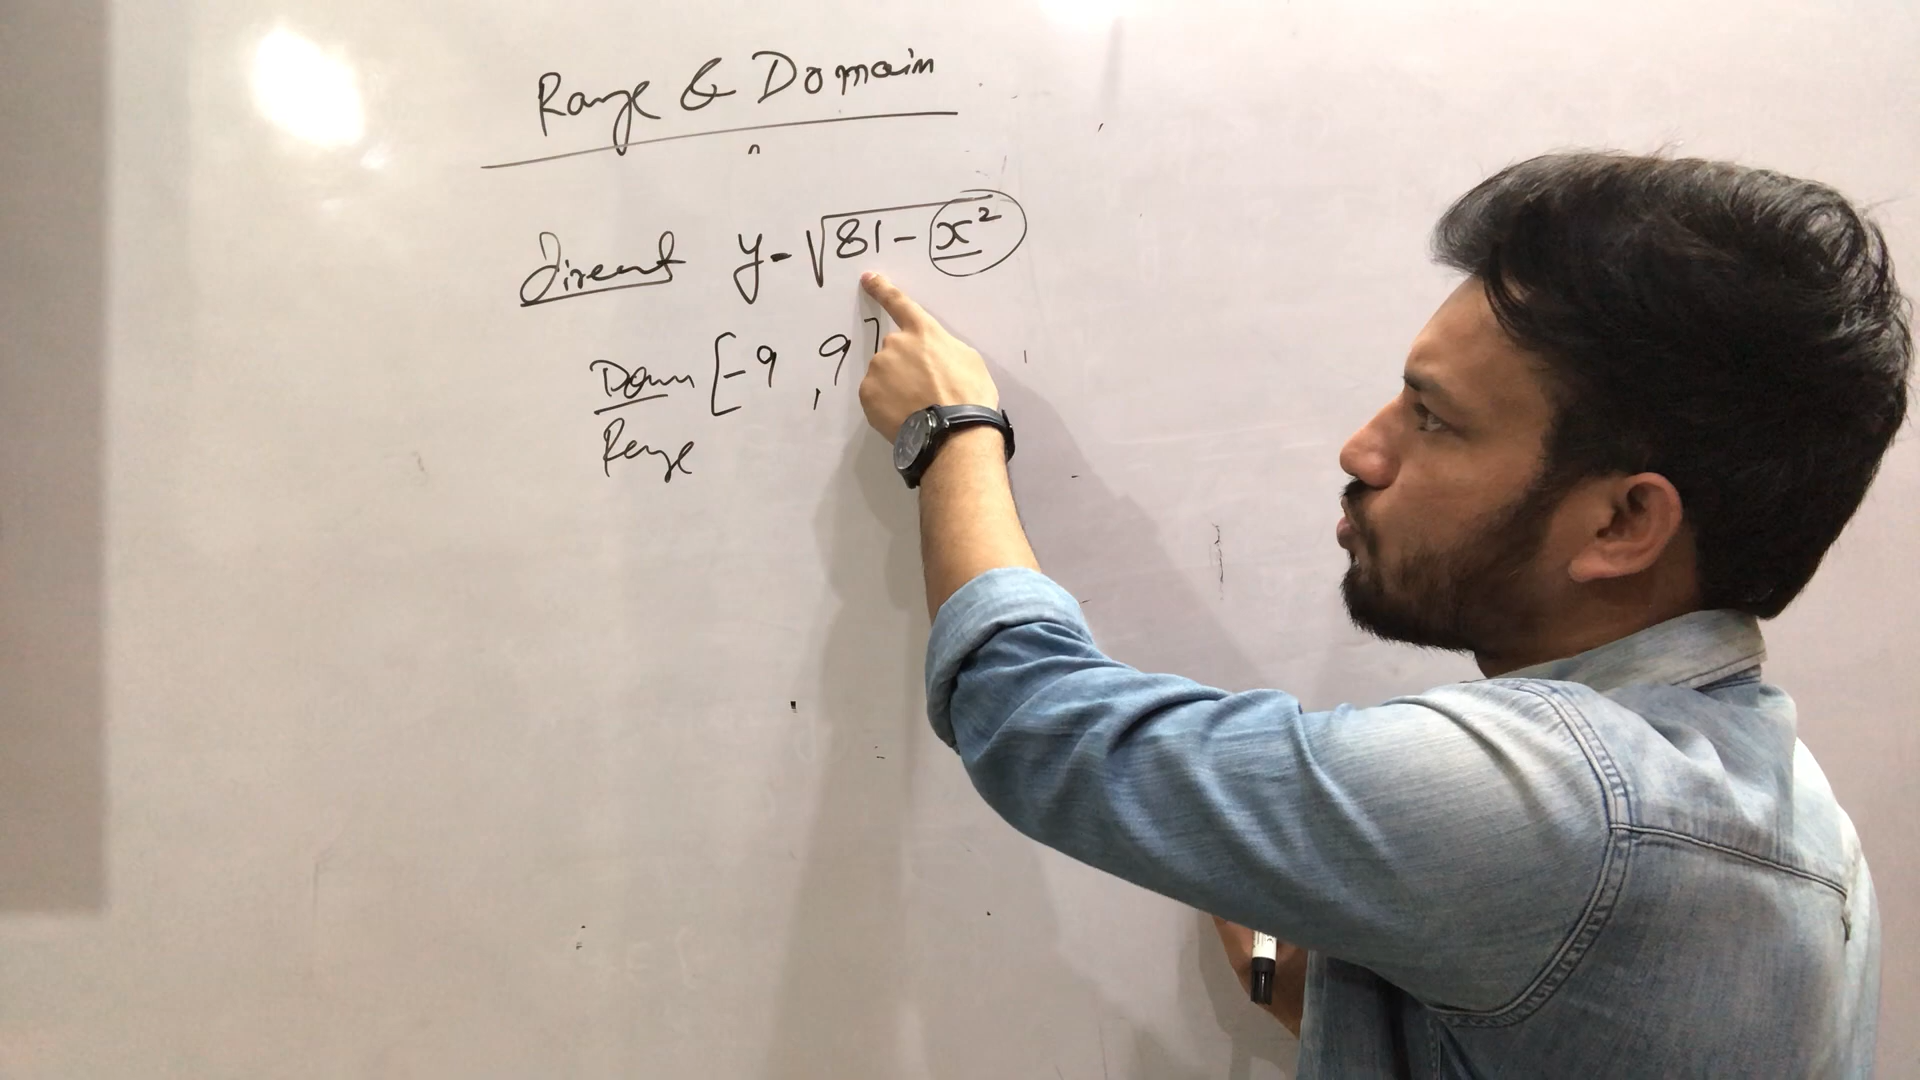 Range & Domain
direct y = √81 - x²
Dom [-9 , 9]
Range